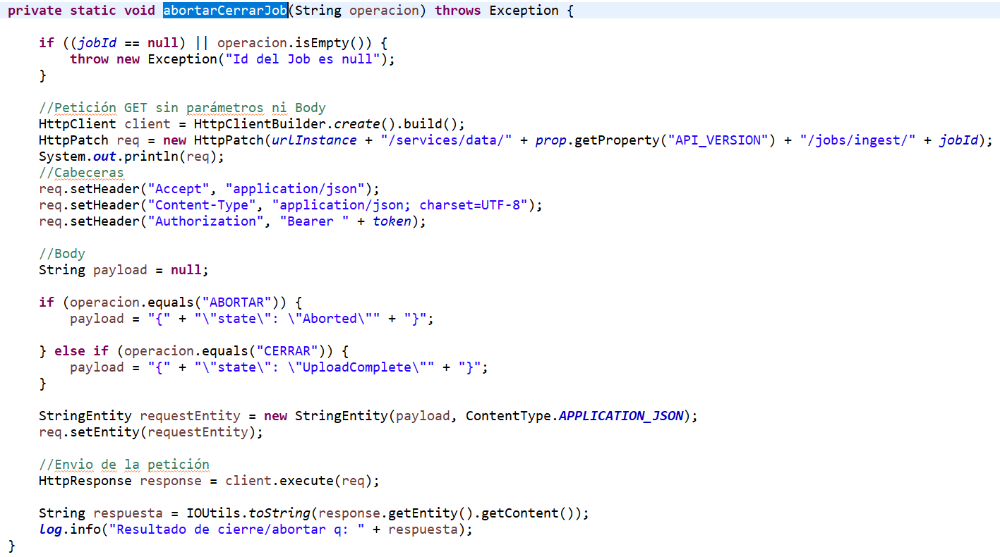 private static void abortarCerrarJob(String operacion) throws Exception {
if ((jobId == null) || operacion.isEmpty()) {
throw new Exception("Id del Job es null");
}
//Petición GET sin parámetros ni Body
HttpClient client = HttpClientBuilder.create().build();
HttpPatch req = new HttpPatch(urlInstance + "/services/data/" + prop.getProperty("API_VERSION") + "/jobs/ingest/" + jobId);
System.out.println(req);
//Cabeceras
req.setHeader("Accept", "application/json");
req.setHeader("Content-Type", "application/json; charset=UTF-8");
req.setHeader("Authorization", "Bearer " + token);
//Body
String payload = null;
if (operacion.equals("ABORTAR")) {
payload = "{" + "\"state\": \"Aborted\"" + "}";
} else if (operacion.equals("CERRAR")) {
payload = "{" + "\"state\": \"UploadComplete\"" + "}";
}
StringEntity requestEntity = new StringEntity(payload, ContentType.APPLICATION_JSON);
req.setEntity(requestEntity);
//Envio de la petición
HttpResponse response = client.execute(req);
String respuesta = IOUtils.toString(response.getEntity().getContent());
log.info("Resultado de cierre/abortar q: " + respuesta);
}